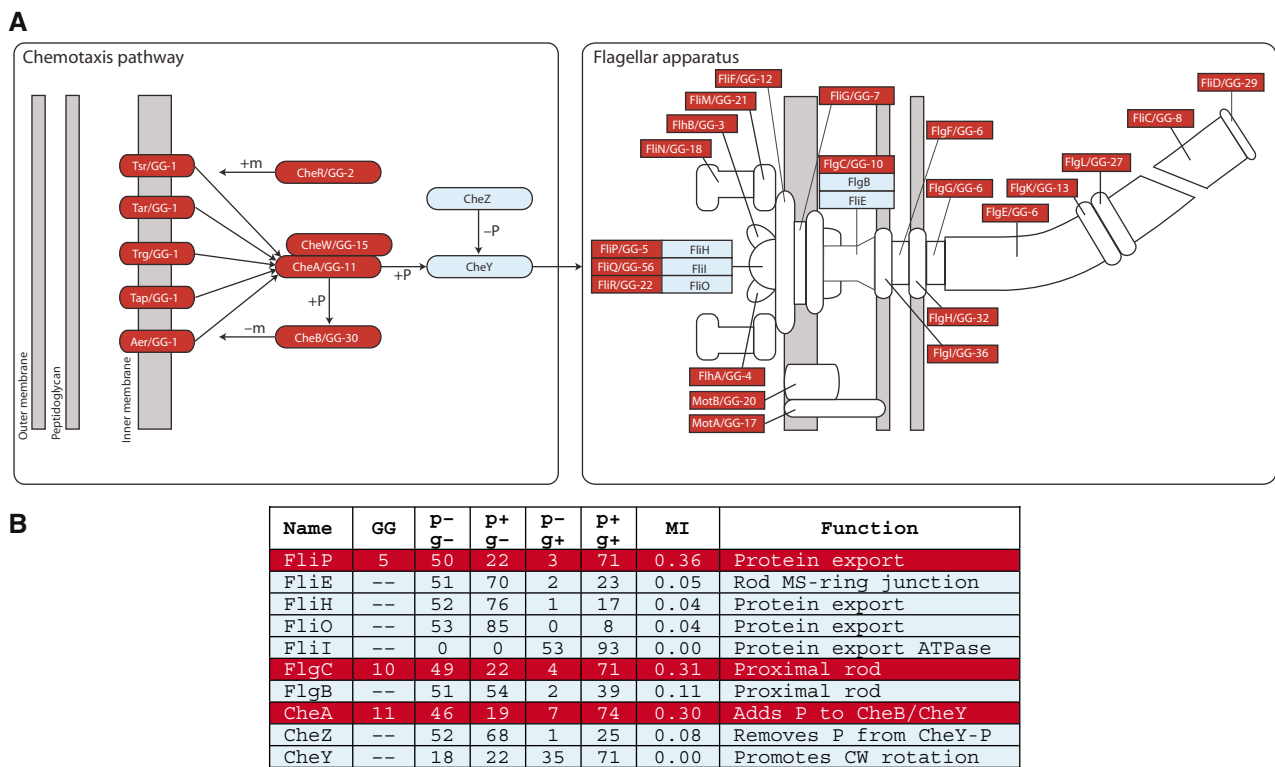 A
Chemotaxis pathway
Flagellar apparatus
Outer membrane
Peptidoglycan
Inner membrane
Tsr/GG-1
Tar/GG-1
Trg/GG-1
Tap/GG-1
Aer/GG-1
+m
CheR/GG-2
CheW/GG-15
CheA/GG-11
+P
+P
−m
CheB/GG-30
CheZ
−P
CheY
FliF/GG-12
FliM/GG-21
FlhB/GG-3
FliN/GG-18
FliG/GG-7
FlgC/GG-10
FlgB
FliE
FlgF/GG-6
FlgG/GG-6
FlgE/GG-6
FlgK/GG-13
FlgL/GG-27
FliC/GG-8
FliD/GG-29
FliP/GG-5 FliH
FliQ/GG-56 FliI
FliR/GG-22 FliO
FlgH/GG-32
FlgI/GG-36
FlhA/GG-4
MotB/GG-20
MotA/GG-17
B
Name GG p− g− p+ g− p− g+ p+ g+ MI Function
FliP 5 50 22 3 71 0.36 Protein export
FliE -- 51 70 2 23 0.05 Rod MS-ring junction
FliH -- 52 76 1 17 0.04 Protein export
FliO -- 53 85 0 8 0.04 Protein export
FliI -- 0 0 53 93 0.00 Protein export ATPase
FlgC 10 49 22 4 71 0.31 Proximal rod
FlgB -- 51 54 2 39 0.11 Proximal rod
CheA 11 46 19 7 74 0.30 Adds P to CheB/CheY
CheZ -- 52 68 1 25 0.08 Removes P from CheY-P
CheY -- 18 22 35 71 0.00 Promotes CW rotation